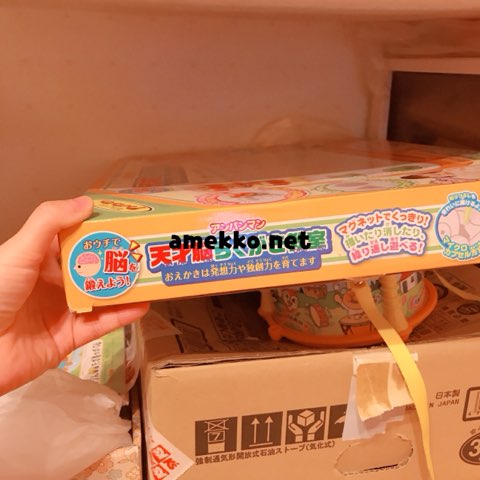 アンパンマン
おウチで
脳を
鍛えよう!
天才脳
室
amekko.net
おえかきは発想力や独創力を育てます
マグネットでくっきり!
描いたり消したり
繰り返し遊べる!
マイクロ
カプセル方
強制通気形開放式石油ストーブ(気化式)
日本製
IN JAPAN